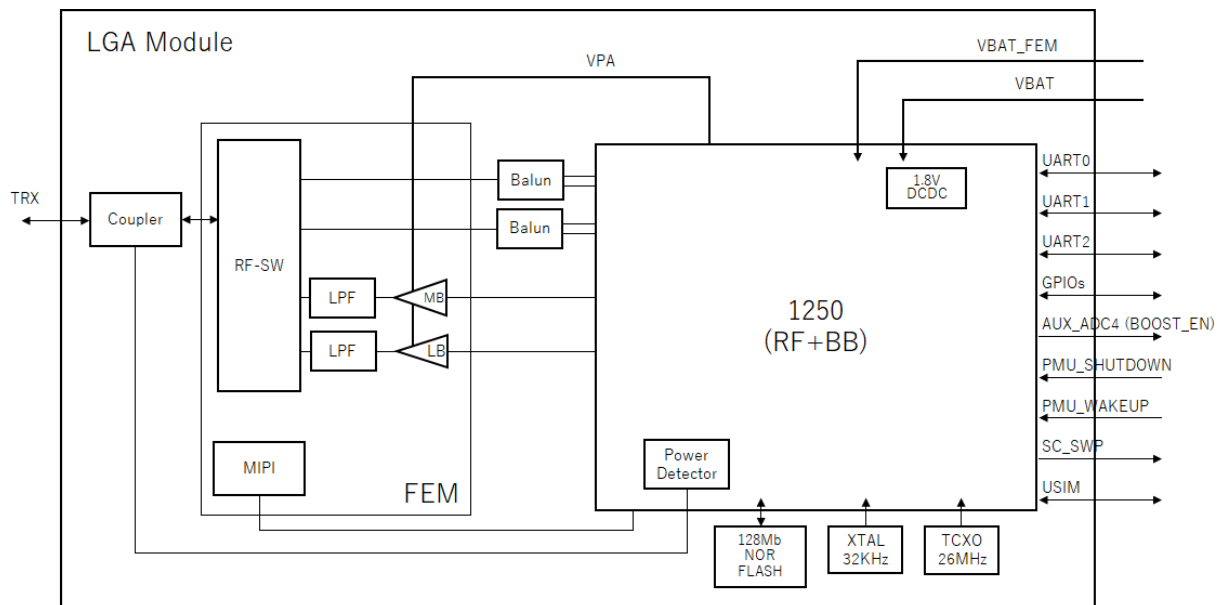 LGA Module
VBAT_FEM
VPA
VBAT
Balun
1.8V
DCDC
UART0
TRX
Coupler
UART1
Balun
UART2
RF-SW
LPF
MB
GPIOs
1250
(RF+BB)
AUX_ADC4 (BOOST_EN)
LPF
LB
PMU_SHUTDOWN
PMU_WAKEUP
MIPI
FEM
Power
Detector
SC_SWP
USIM
128Mb
NOR
FLASH
XTAL
32KHz
TCXO
26MHz